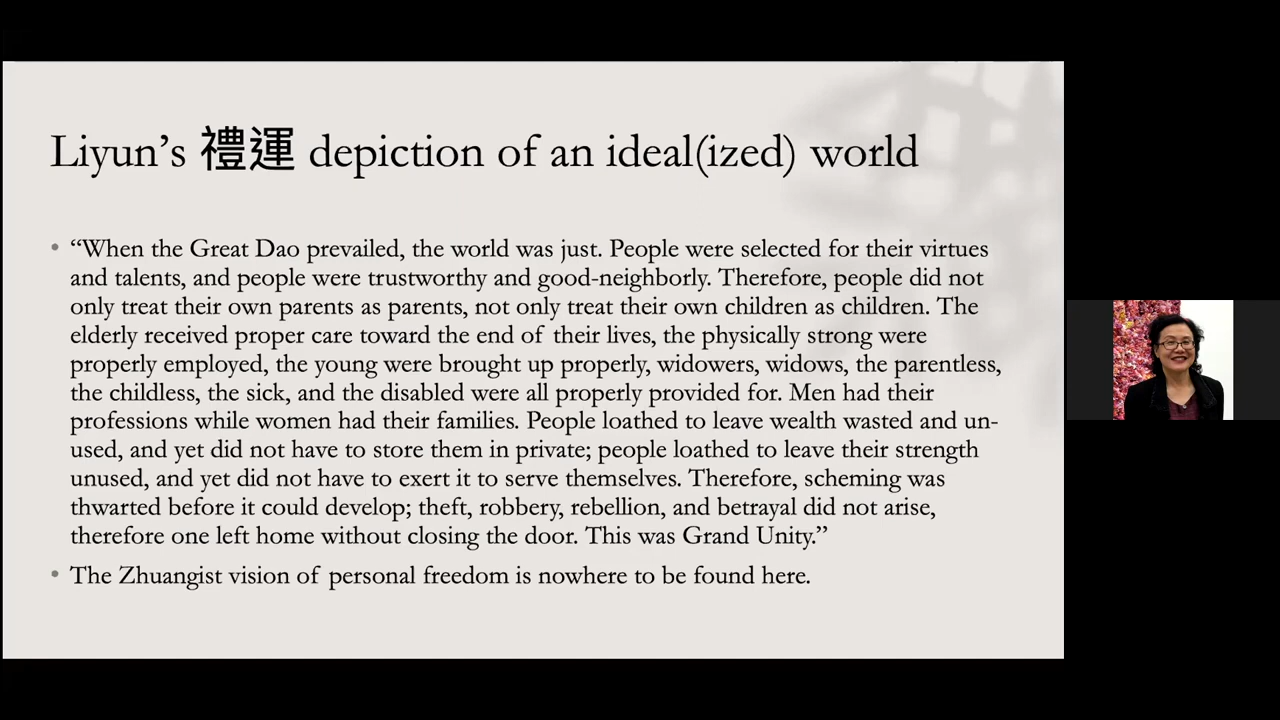 Liyun’s 禮運 depiction of an ideal(ized) world
• “When the Great Dao prevailed, the world was just. People were selected for their virtues
and talents, and people were trustworthy and good-neighborly. Therefore, people did not
only treat their own parents as parents, not only treat their own children as children. The
elderly received proper care toward the end of their lives, the physically strong were
properly employed, the young were brought up properly, widowers, widows, the parentless,
the childless, the sick, and the disabled were all properly provided for. Men had their
professions while women had their families. People loathed to leave wealth wasted and un-
used, and yet did not have to store them in private; people loathed to leave their strength
unused, and yet did not have to exert it to serve themselves. Therefore, scheming was
thwarted before it could develop; theft, robbery, rebellion, and betrayal did not arise,
therefore one left home without closing the door. This was Grand Unity.”
• The Zhuangist vision of personal freedom is nowhere to be found here.